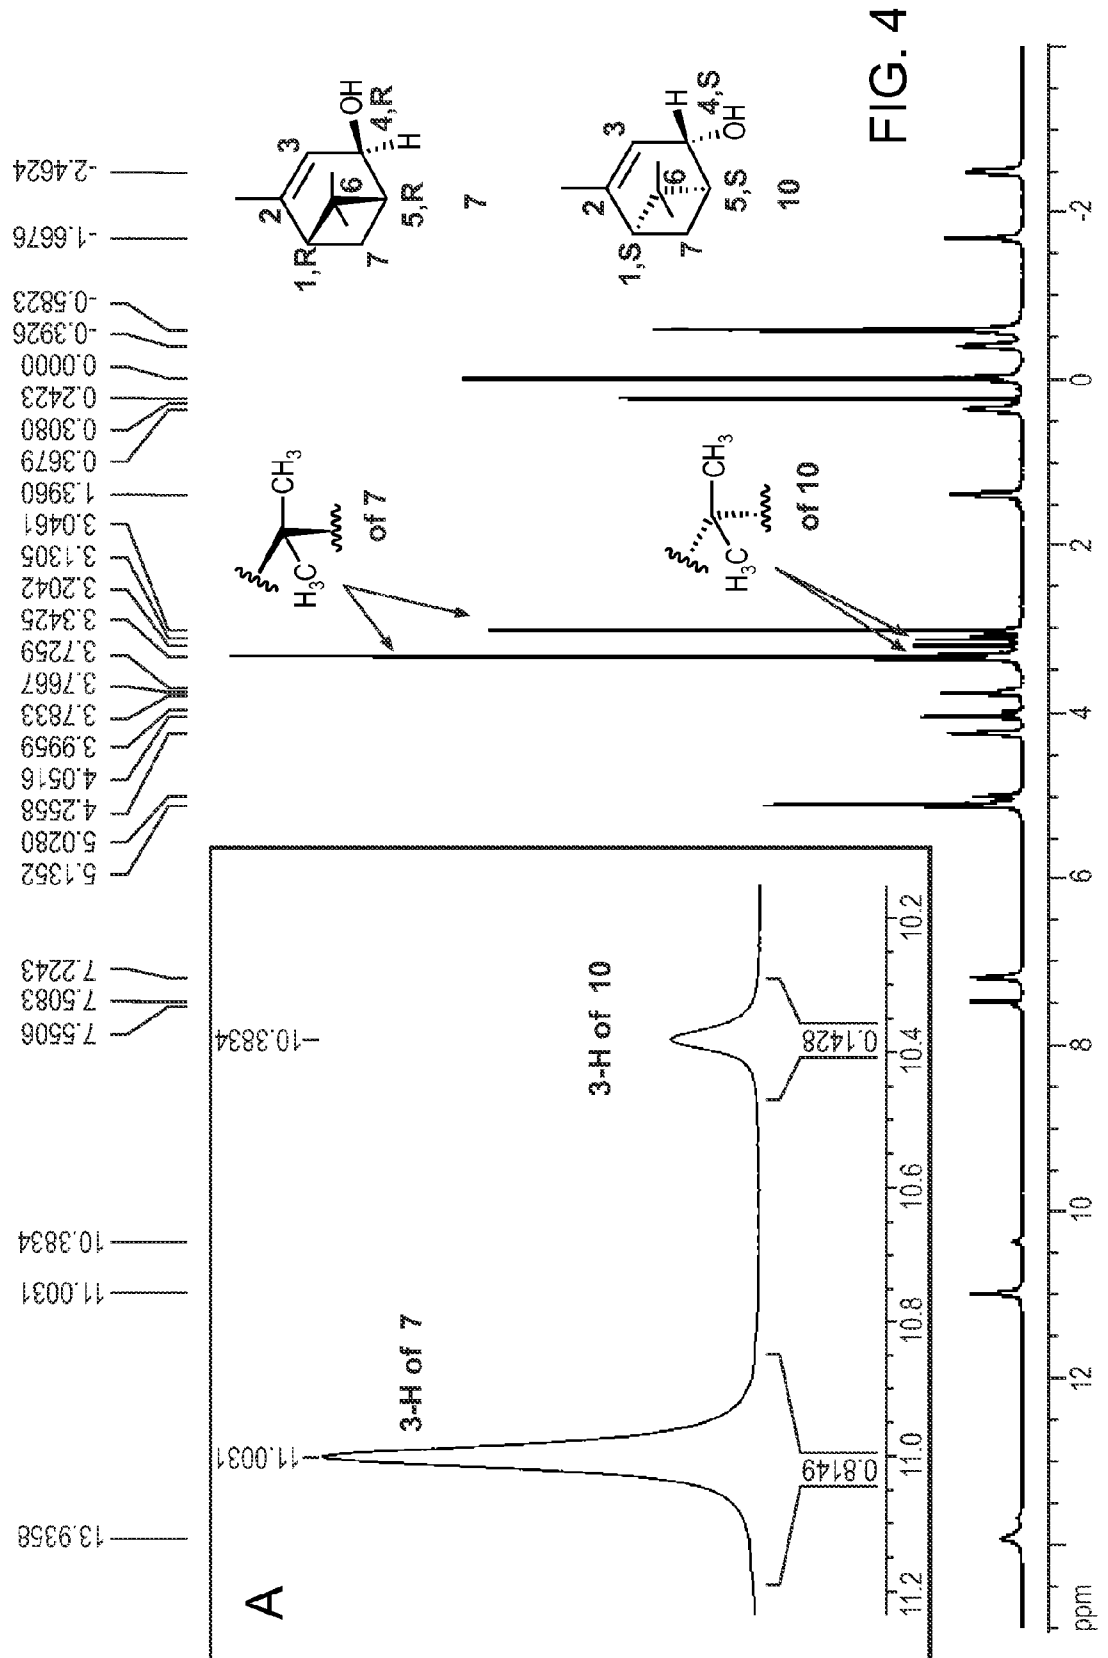 13.9358
11.0031
10.3834
7.5506
7.5083
7.2243
5.1352
5.0280
4.2558
4.0516
3.9959
3.7833
3.7667
3.7259
3.3425
3.2042
3.1305
3.0461
1.3960
0.3679
0.3080
0.2423
0.0000
-0.3926
-0.5823
-1.6676
-2.4624
A
11.0031
3-H of 7
10.3834
3-H of 10
0.8149
0.1428
11.2 11.0 10.8 10.6 10.4 10.2
H₃C
CH₃
of 7
H₃C
CH₃
of 10
2
3
OH
4,R
H
6
1,R
5,R
7
7
2
3
H
4,S
OH
6
1,S
5,S
7
10
FIG. 4
ppm 12 10 8 6 4 2 0 -2